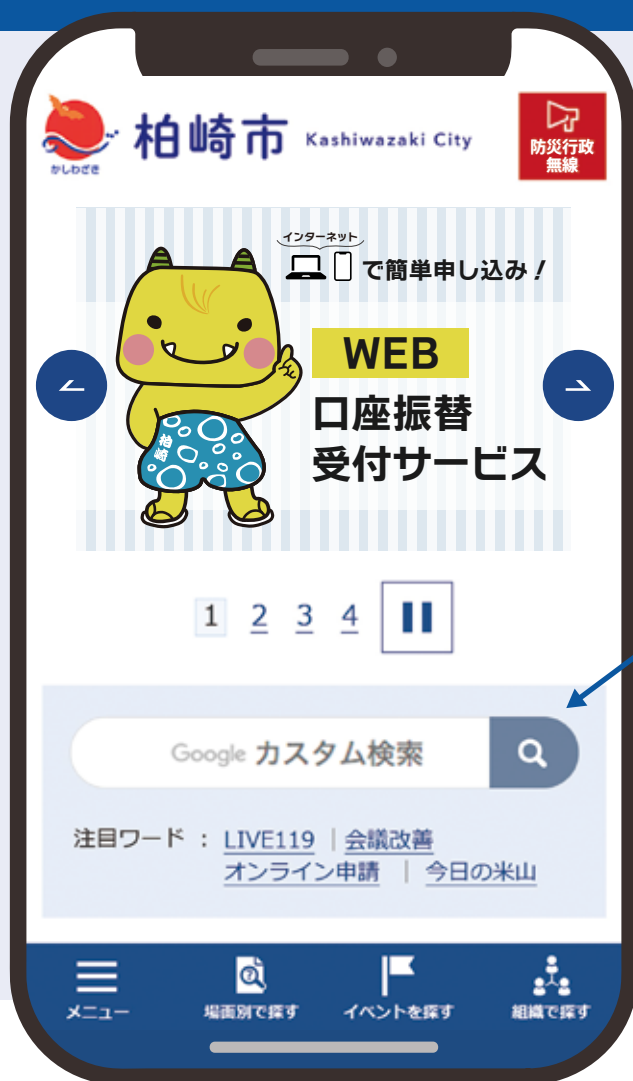 かしわざき
柏崎市 Kashiwazaki City
防災行政
無線
インターネット
で簡単申し込み!
WEB
口座振替
受付サービス
1 2 3 4
Google カスタム検索
注目ワード : LIVE119 | 会議改善
オンライン申請 | 今日の米山
メニュー
場面別で探す
イベントを探す
組織で探す